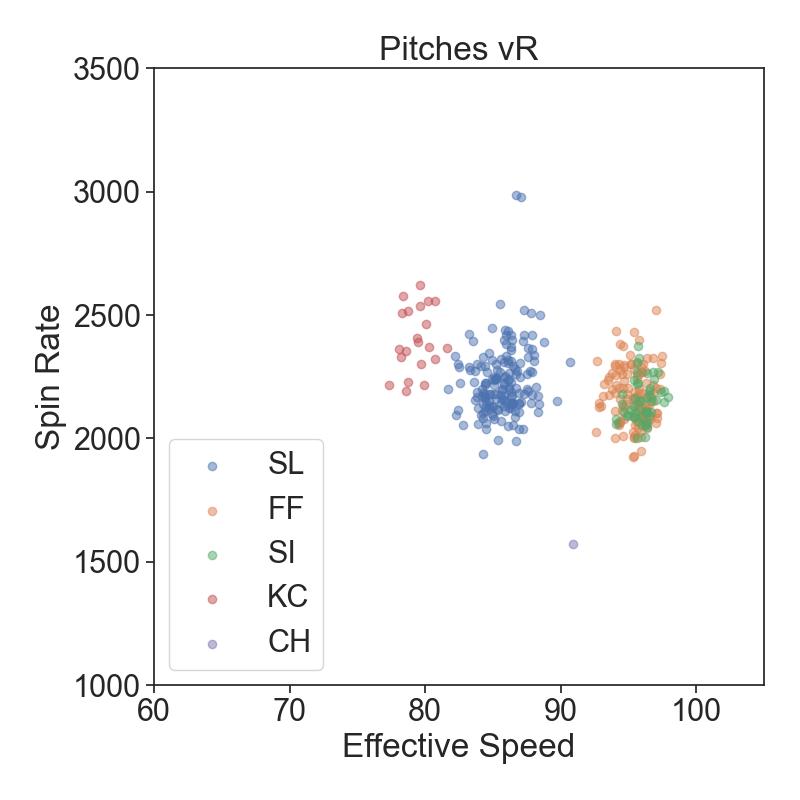 Pitches vR
3500
3000
2500
2000
1500
1000
Spin Rate
SL
FF
SI
KC
CH
60 70 80 90 100
Effective Speed